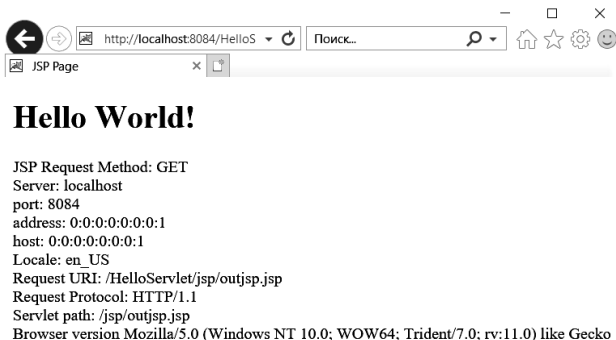 http://localhost:8084/HelloS
Поиск...
JSP Page
Hello World!
JSP Request Method: GET
Server: localhost
port: 8084
address: 0:0:0:0:0:0:0:1
host: 0:0:0:0:0:0:0:1
Locale: en_US
Request URI: /HelloServlet/jsp/outjsp.jsp
Request Protocol: HTTP/1.1
Servlet path: /jsp/outjsp.jsp
Browser version Mozilla/5.0 (Windows NT 10.0; WOW64; Trident/7.0; rv:11.0) like Gecko